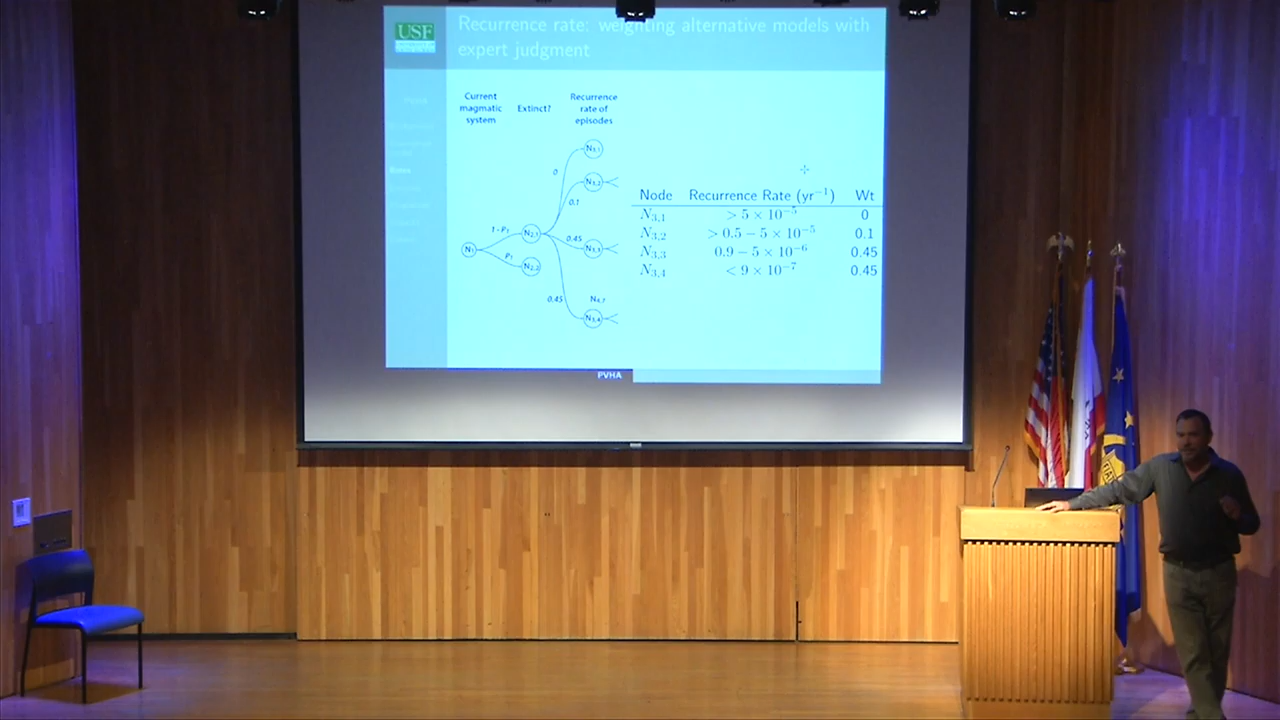 USF
Recurrence rate: weighting alternative models with
expert judgment
Current
magmatic
system
Extinct?
Recurrence
rate of
episodes
N3,1
0
N3,2
0.1
1-P1
N2,1
0.45
N1
N3,3
P1
N2,2
0.45
N4,7
N3,4
Node Recurrence Rate (yr⁻¹) Wt
N₃,₁ > 5 × 10⁻⁵ 0
N₃,₂ > 0.5 − 5 × 10⁻⁵ 0.1
N₃,₃ 0.9 − 5 × 10⁻⁶ 0.45
N₃,₄ < 9 × 10⁻⁷ 0.45
PVHA